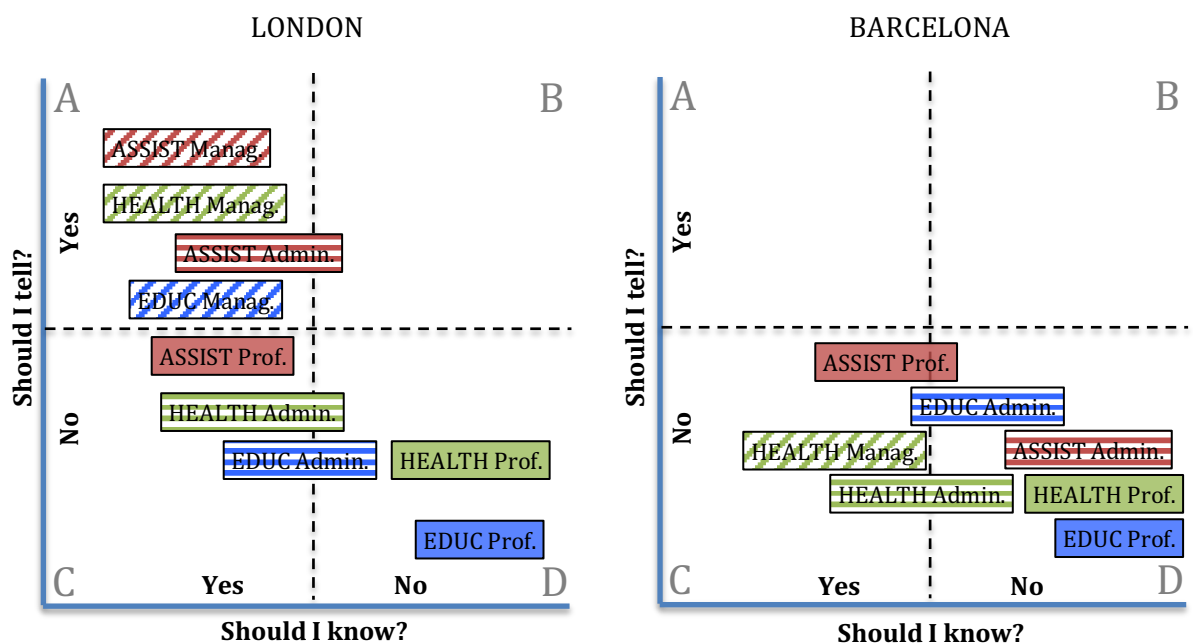 LONDON
A
B
ASSIST Manag.
HEALTH Manag.
ASSIST Admin.
EDUC Manag.
ASSIST Prof.
HEALTH Admin.
EDUC Admin.
HEALTH Prof.
EDUC Prof.
C
D
Yes
No
Should I know?
Yes
No
Should I tell?
BARCELONA
A
B
ASSIST Prof.
EDUC Admin.
HEALTH Manag.
ASSIST Admin.
HEALTH Admin.
HEALTH Prof.
EDUC Prof.
C
D
Yes
No
Should I know?
Yes
No
Should I tell?